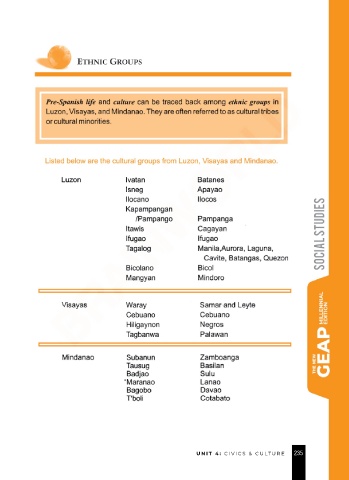 ETHNIC GROUPS
Pre-Spanish life and culture can be traced back among ethnic groups in
Luzon, Visayas, and Mindanao. They are often referred to as cultural tribes
or cultural minorities.
Listed below are the cultural groups from Luzon, Visayas and Mindanao.
Luzon Ivatan Batanes
Isneg Apayao
Ilocano Ilocos
Kapampangan
/Pampango Pampanga
Itawis Cagayan
Ifugao Ifugao
Tagalog Manila,Aurora, Laguna,
Cavite, Batangas, Quezon
Bicolano Bicol
Mangyan Mindoro
Visayas Waray Samar and Leyte
Cebuano Cebuano
Hiligaynon Negros
Tagbanwa Palawan
Mindanao Subanun Zamboanga
Tausug Basilan
Badjao Sulu
'Maranao Lanao
Bagobo Davao
T'boli Cotabato
SOCIAL STUDIES
THE NEW
GEAP
MILLENNIAL
EDITION
UNIT 4| CIVICS & CULTURE 235